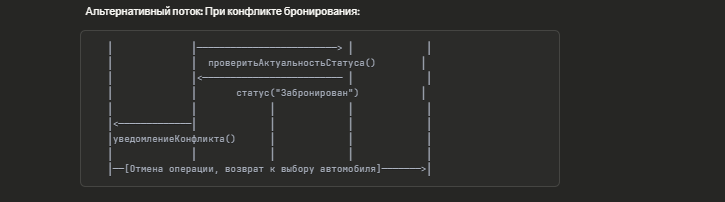 Альтернативный поток: При конфликте бронирования:
проверитьАктуальностьСтатуса()
статус("Забронирован")
уведомлениеКонфликта()
[Отмена операции, возврат к выбору автомобиля]